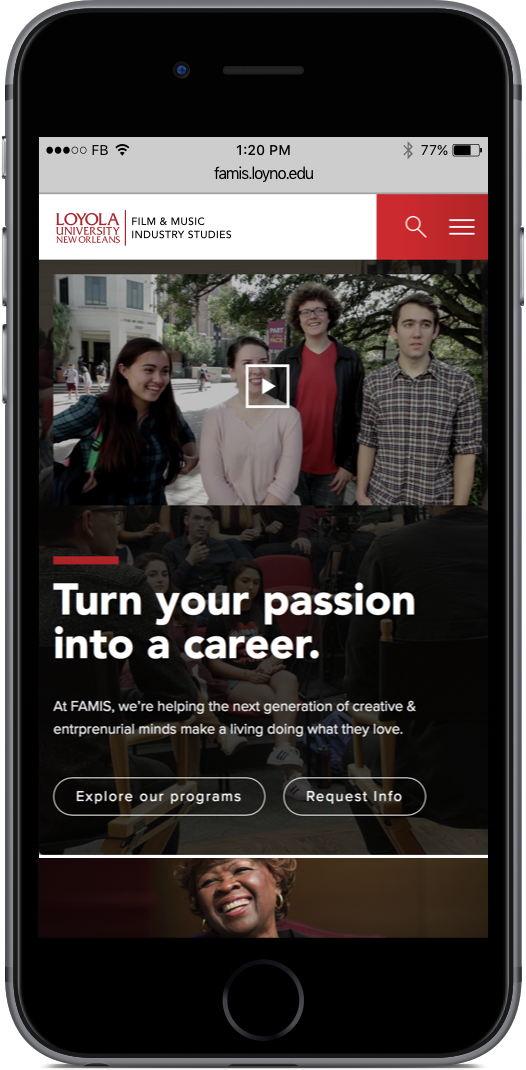 FB
1:20 PM
77%
famis.loyno.edu
LOYOLA
UNIVERSITY
NEW ORLEANS
FILM & MUSIC
INDUSTRY STUDIES
PART
PACK
Turn your passion
into a career.
At FAMIS, we're helping the next generation of creative &
entrprenurial minds make a living doing what they love.
Explore our programs
Request Info